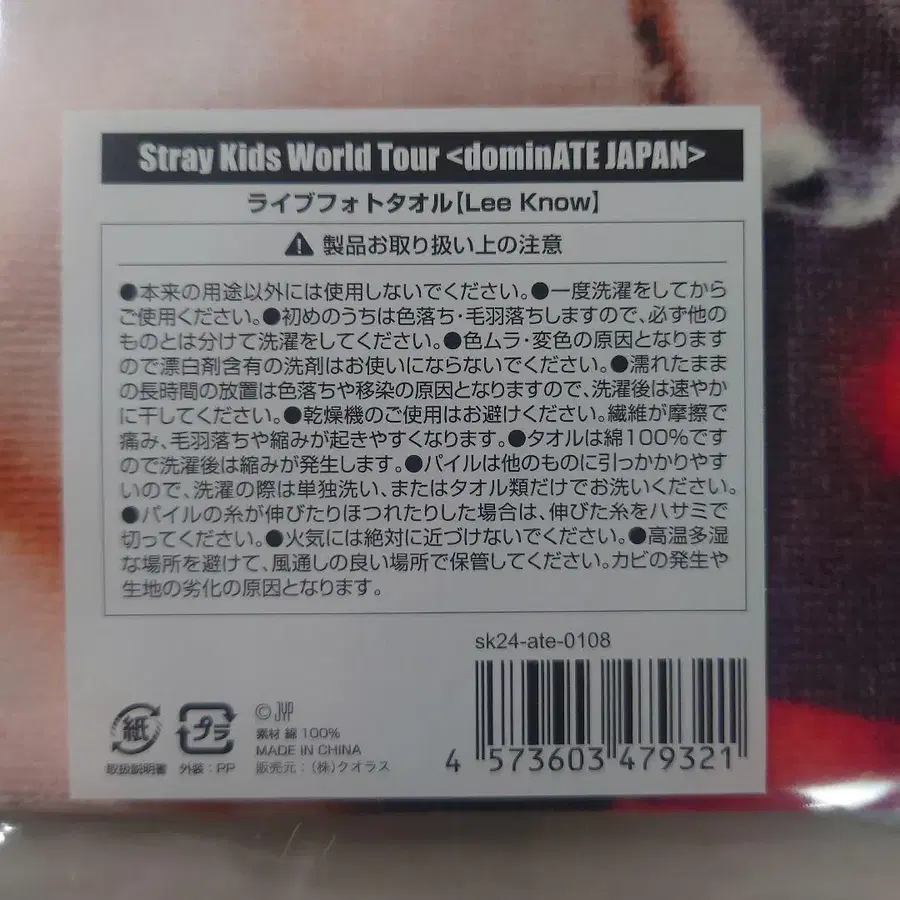 Stray Kids World Tour <dominATE JAPAN>
ライブフォトタオル【Lee Know】
製品お取り扱い上の注意
●本来の用途以外には使用しないでください。●一度洗濯をしてから
ご使用ください。●初めのうちは色落ち・毛羽落ちしますので、必ず他の
ものとは分けて洗濯をしてください。●色ムラ・変色の原因となります
ので漂白剤含有の洗剤はお使いにならないでください。●濡れたまま
の長時間の放置は色落ちや移染の原因となりますので、洗濯後は速やか
に干してください。●乾燥機のご使用はお避けください。繊維が摩擦で
痛み、毛羽落ちや縮みが起きやすくなります。●タオルは綿100%です
ので洗濯後は縮みが発生します。●パイルは他のものに引っかかりやす
いので、洗濯の際は単独洗い、またはタオル類だけでお洗いください。
●パイルの糸が伸びたりほつれたりした場合は、伸びた糸をハサミで
切ってください。●火気には絶対に近づけないでください。●高温多湿
な場所を避けて、風通しの良い場所で保管してください。カビの発生や
生地の劣化の原因となります。
sk24-ate-0108
紙
取扱説明書
プラ
外装：PP
© JYP
素材 綿 100%
MADE IN CHINA
販売元：(株)クオラス
4 573603 479321